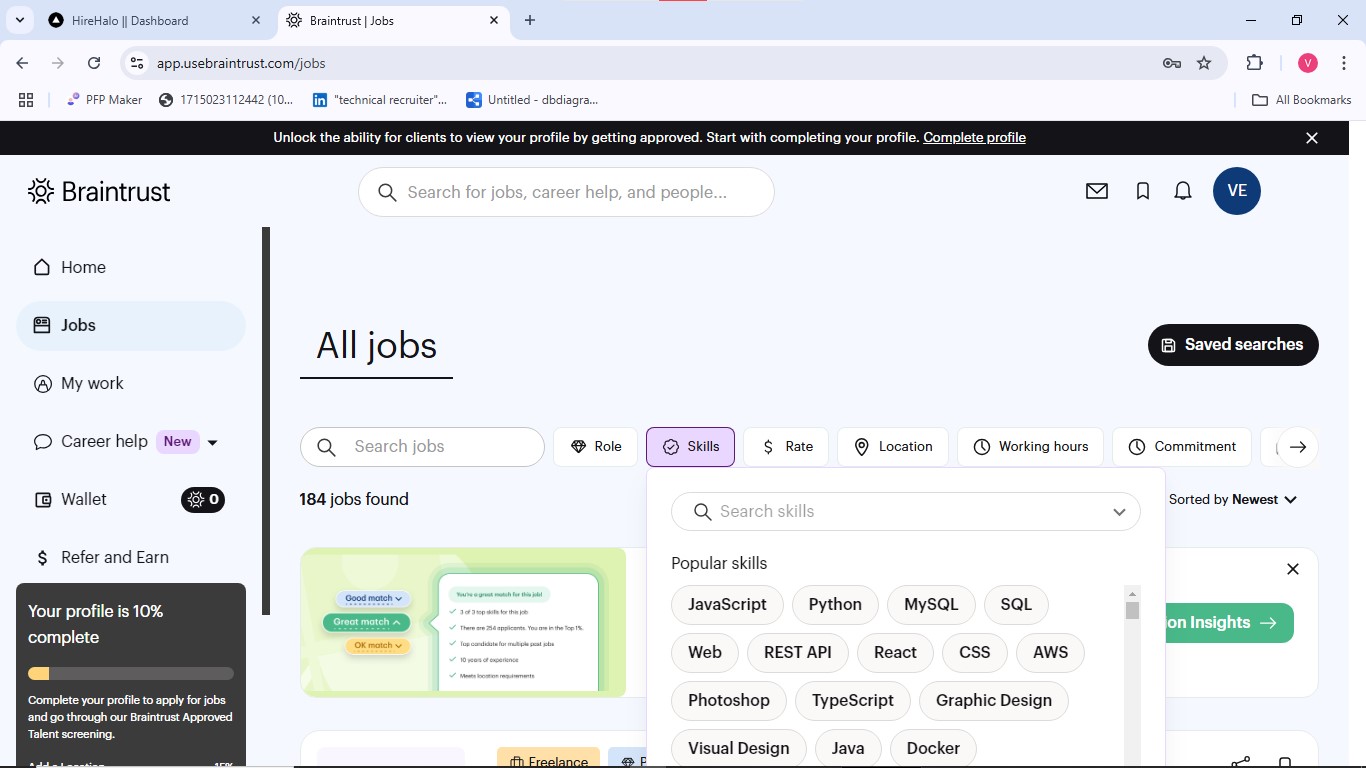 HireHalo || Dashboard
Braintrust | Jobs
app.usebraintrust.com/jobs
V
PFP Maker
1715023112442 (10...
"technical recruiter"...
Untitled - dbdiagra...
All Bookmarks
Unlock the ability for clients to view your profile by getting approved. Start with completing your profile. Complete profile
Braintrust
Search for jobs, career help, and people...
VE
Home
Jobs
My work
Career help New
Wallet 0
Refer and Earn
Your profile is 10%
complete
Complete your profile to apply for jobs
and go through our Braintrust Approved
Talent screening.
Add a Location 15%
All jobs
Saved searches
Search jobs
Role
Skills
$ Rate
Location
Working hours
Commitment
184 jobs found
Sorted by Newest
Search skills
Popular skills
JavaScript Python MySQL SQL
Web REST API React CSS AWS
Photoshop TypeScript Graphic Design
Visual Design Java Docker
Good match
Great match
OK match
You're a great match for this job!
3 of 3 top skills for this job
There are 254 applicants. You are in the Top 1%.
Top candidate for multiple past jobs
10 years of experience
Meets location requirements
Insights
Freelance